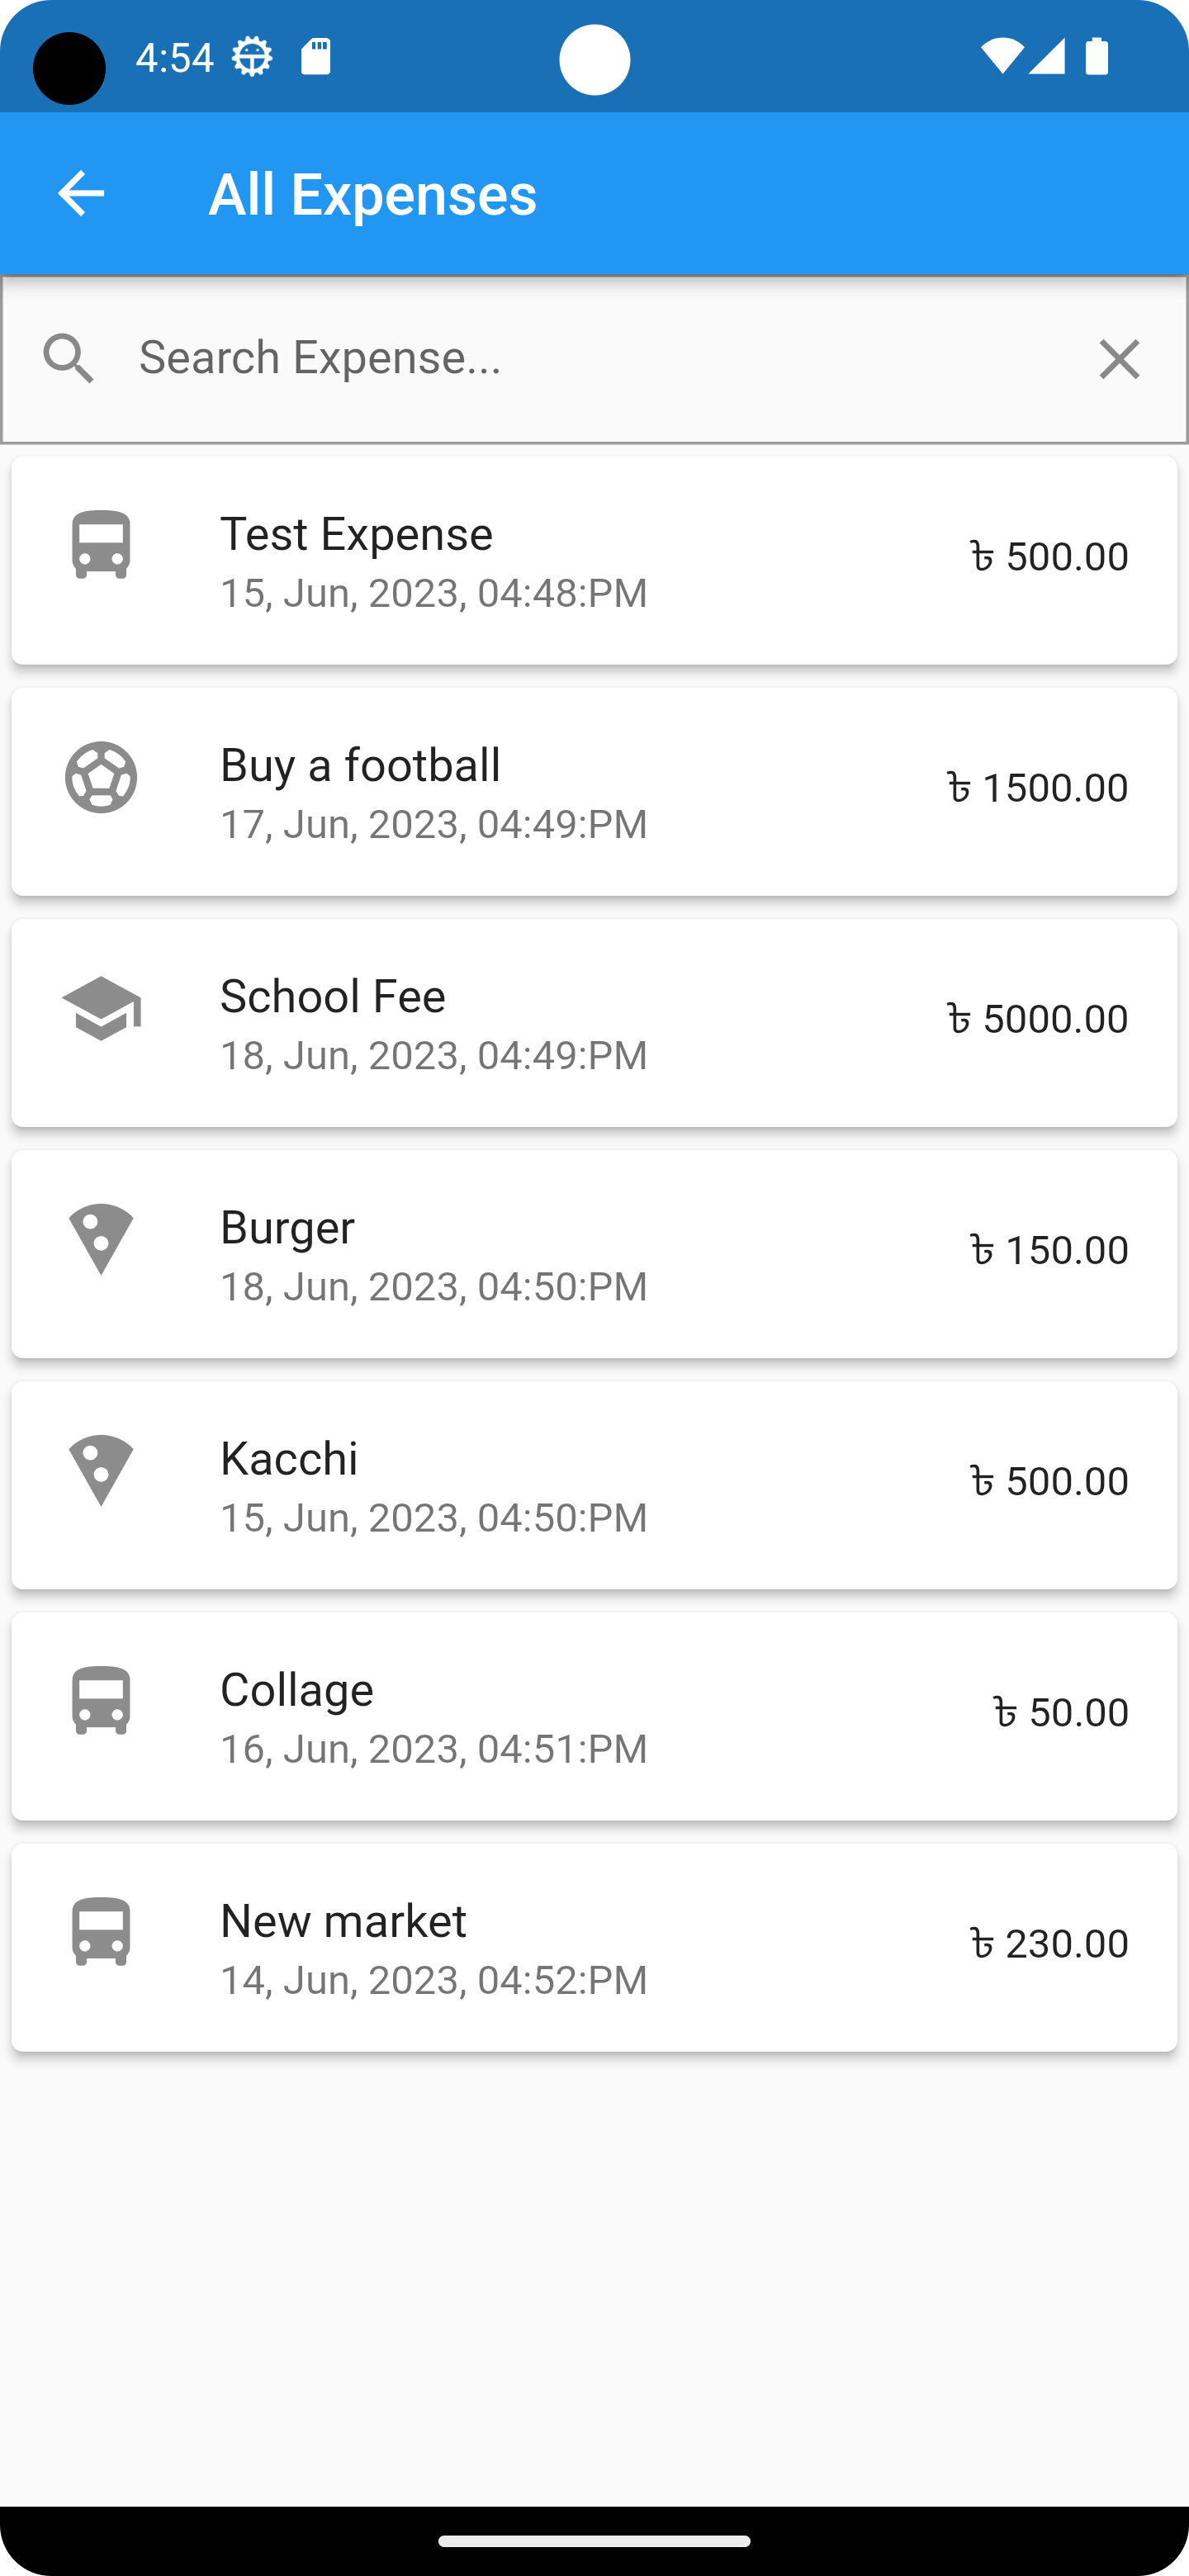 4:54
All Expenses
Search Expense...
Test Expense
15, Jun, 2023, 04:48:PM
৳ 500.00
Buy a football
17, Jun, 2023, 04:49:PM
৳ 1500.00
School Fee
18, Jun, 2023, 04:49:PM
৳ 5000.00
Burger
18, Jun, 2023, 04:50:PM
৳ 150.00
Kacchi
15, Jun, 2023, 04:50:PM
৳ 500.00
Collage
16, Jun, 2023, 04:51:PM
৳ 50.00
New market
14, Jun, 2023, 04:52:PM
৳ 230.00